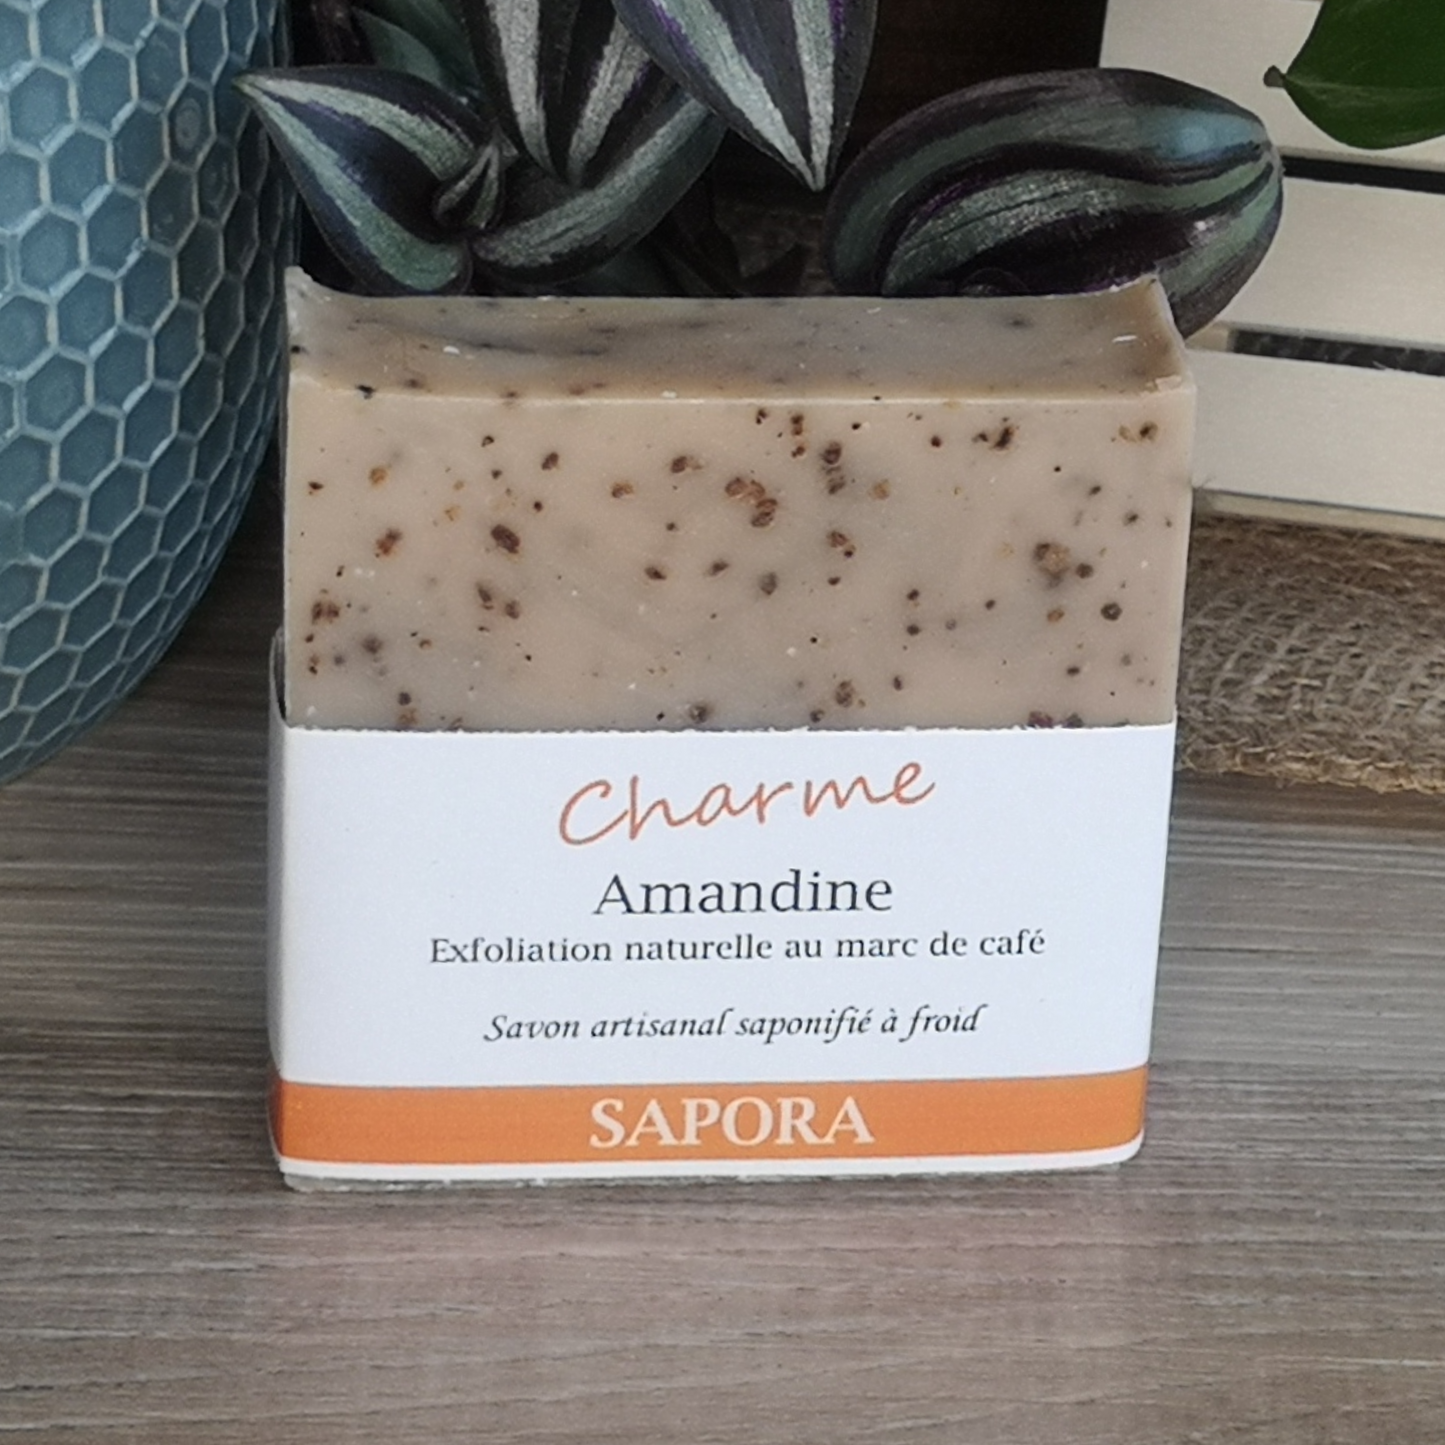 Charme
Amandine
Exfoliation naturelle au marc de café
Savon artisanal saponifié à froid
SAPORA